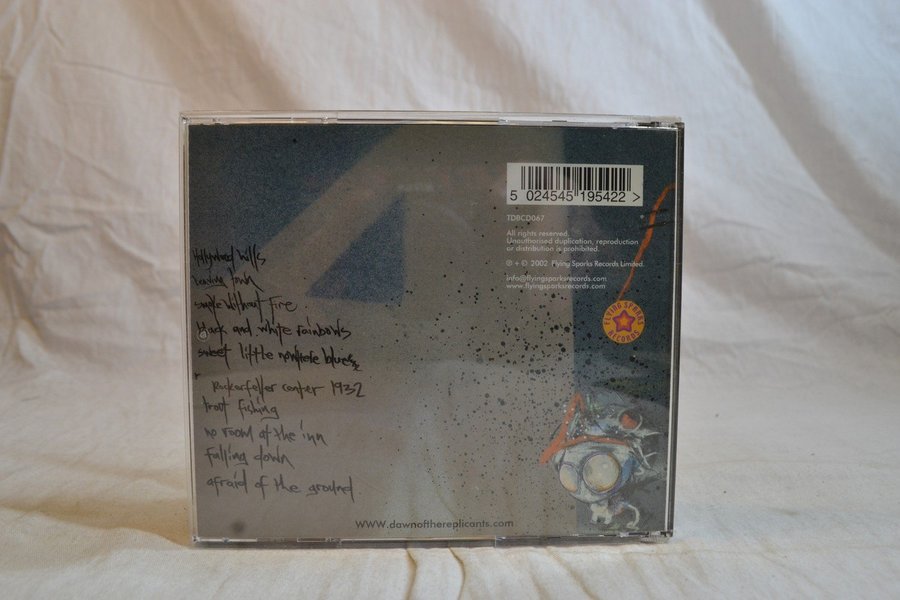 Hollywood hills
leaving town
smoke without fire
black and white rainbows
sweet little nowhere blues
Rockerfeller center 1932
trout fishing
no room at the inn
falling down
afraid of the ground
5 024545 195422 >
TDBCD067
All rights reserved.
Unauthorised duplication, reproduction
or distribution is prohibited.
℗ + © 2002 Flying Sparks Records Limited.
info@flyingsparksrecords.com
www.flyingsparksrecords.com
FLYING SPARKS
RECORDS
www.dawnofthereplicants.com